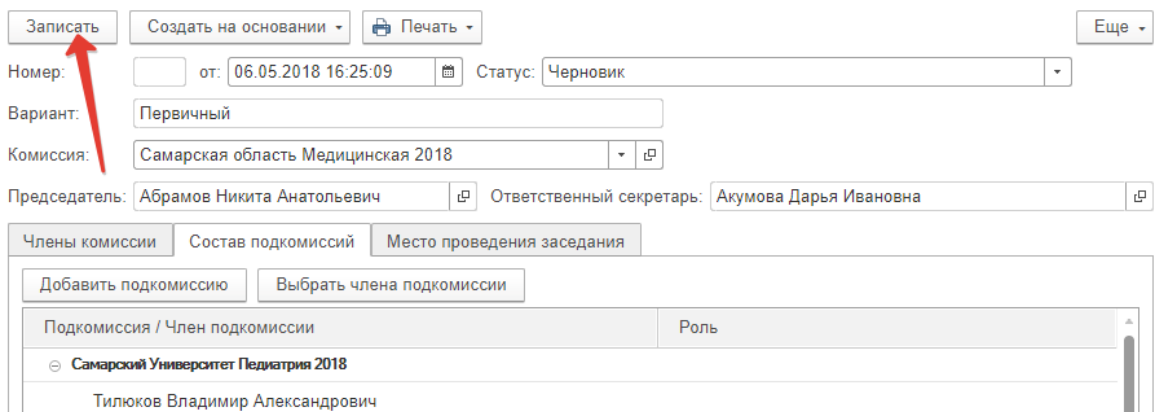 Записать Создать на основании Печать Еще
Номер: от: 06.05.2018 16:25:09 Статус: Черновик
Вариант: Первичный
Комиссия: Самарская область Медицинская 2018
Председатель: Абрамов Никита Анатольевич Ответственный секретарь: Акумова Дарья Ивановна
Члены комиссии Состав подкомиссий Место проведения заседания
Добавить подкомиссию Выбрать члена подкомиссии
Подкомиссия / Член подкомиссии Роль
Самарский Университет Педиатрия 2018
Тилюков Владимир Александрович